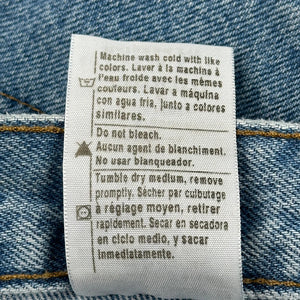 Machine wash cold with like
colors. Laver à la machine à
l'eau froide avec les mêmes
couleurs. Lavar a máquina
con agua fria, junto a colores
similares.
Do not bleach.
Aucun agent de blanchiment.
No usar blanqueador.
Tumble dry medium, remove
promptly. Sécher par culbutage
à réglage moyen, retirer
rapidement. Secar en secadora
en ciclo medio, y sacar
inmediatamente.